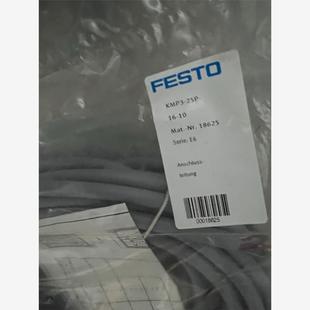 FESTO
KMP3-25P-
16-10
Mat.-Nr. 18625
Serie: E6
Anschluss-
leitung
00018625